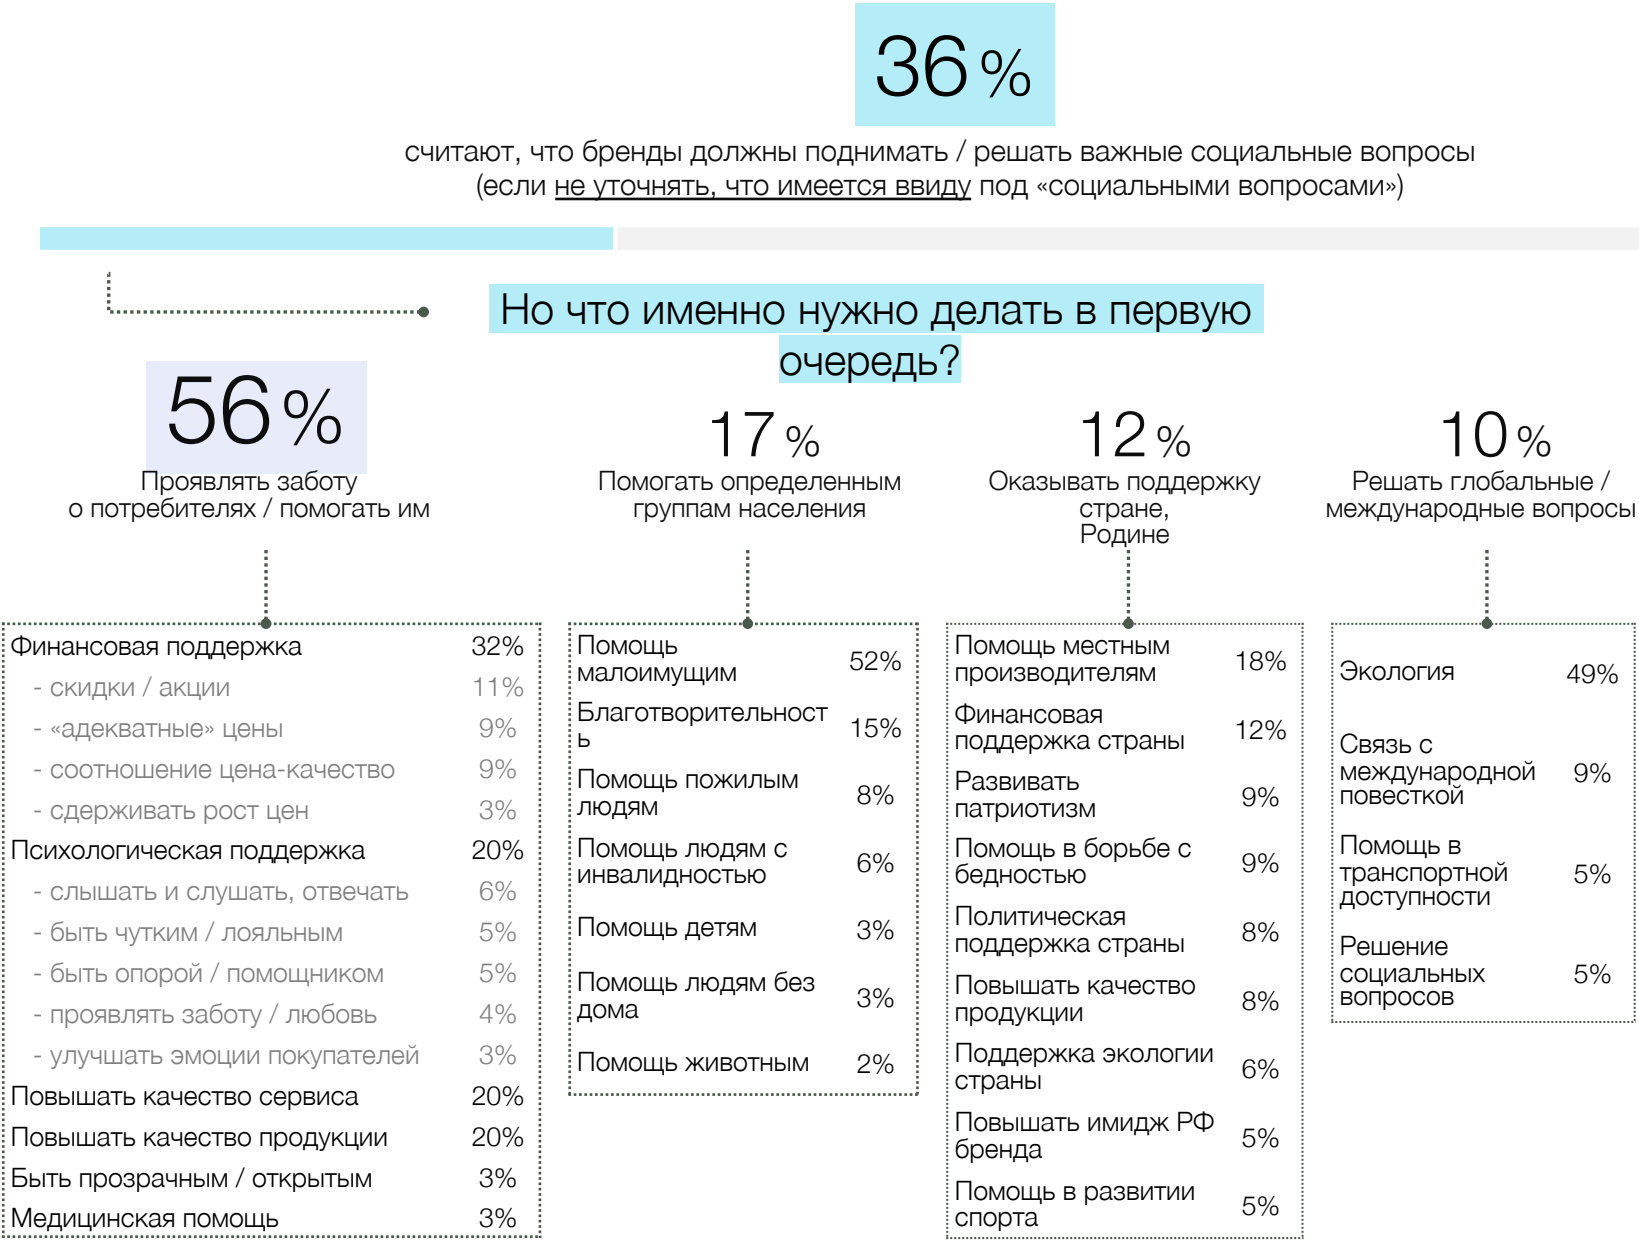 36 %
считают, что бренды должны поднимать / решать важные социальные вопросы
(если не уточнять, что имеется ввиду под «социальными вопросами»)
Но что именно нужно делать в первую
очередь?
56 %
Проявлять заботу
о потребителях / помогать им
Финансовая поддержка 32%
- скидки / акции 11%
- «адекватные» цены 9%
- соотношение цена-качество 9%
- сдерживать рост цен 3%
Психологическая поддержка 20%
- слышать и слушать, отвечать 6%
- быть чутким / лояльным 5%
- быть опорой / помощником 5%
- проявлять заботу / любовь 4%
- улучшать эмоции покупателей 3%
Повышать качество сервиса 20%
Повышать качество продукции 20%
Быть прозрачным / открытым 3%
Медицинская помощь 3%
17 %
Помогать определенным
группам населения
Помощь
малоимущим 52%
Благотворительност
ь 15%
Помощь пожилым
людям 8%
Помощь людям с
инвалидностью 6%
Помощь детям 3%
Помощь людям без
дома 3%
Помощь животным 2%
12 %
Оказывать поддержку
стране,
Родине
Помощь местным
производителям 18%
Финансовая
поддержка страны 12%
Развивать
патриотизм 9%
Помощь в борьбе с
бедностью 9%
Политическая
поддержка страны 8%
Повышать качество
продукции 8%
Поддержка экологии
страны 6%
Повышать имидж РФ
бренда 5%
Помощь в развитии
спорта 5%
10 %
Решать глобальные /
международные вопросы
Экология 49%
Связь с
международной 9%
повесткой
Помощь в
транспортной 5%
доступности
Решение
социальных 5%
вопросов